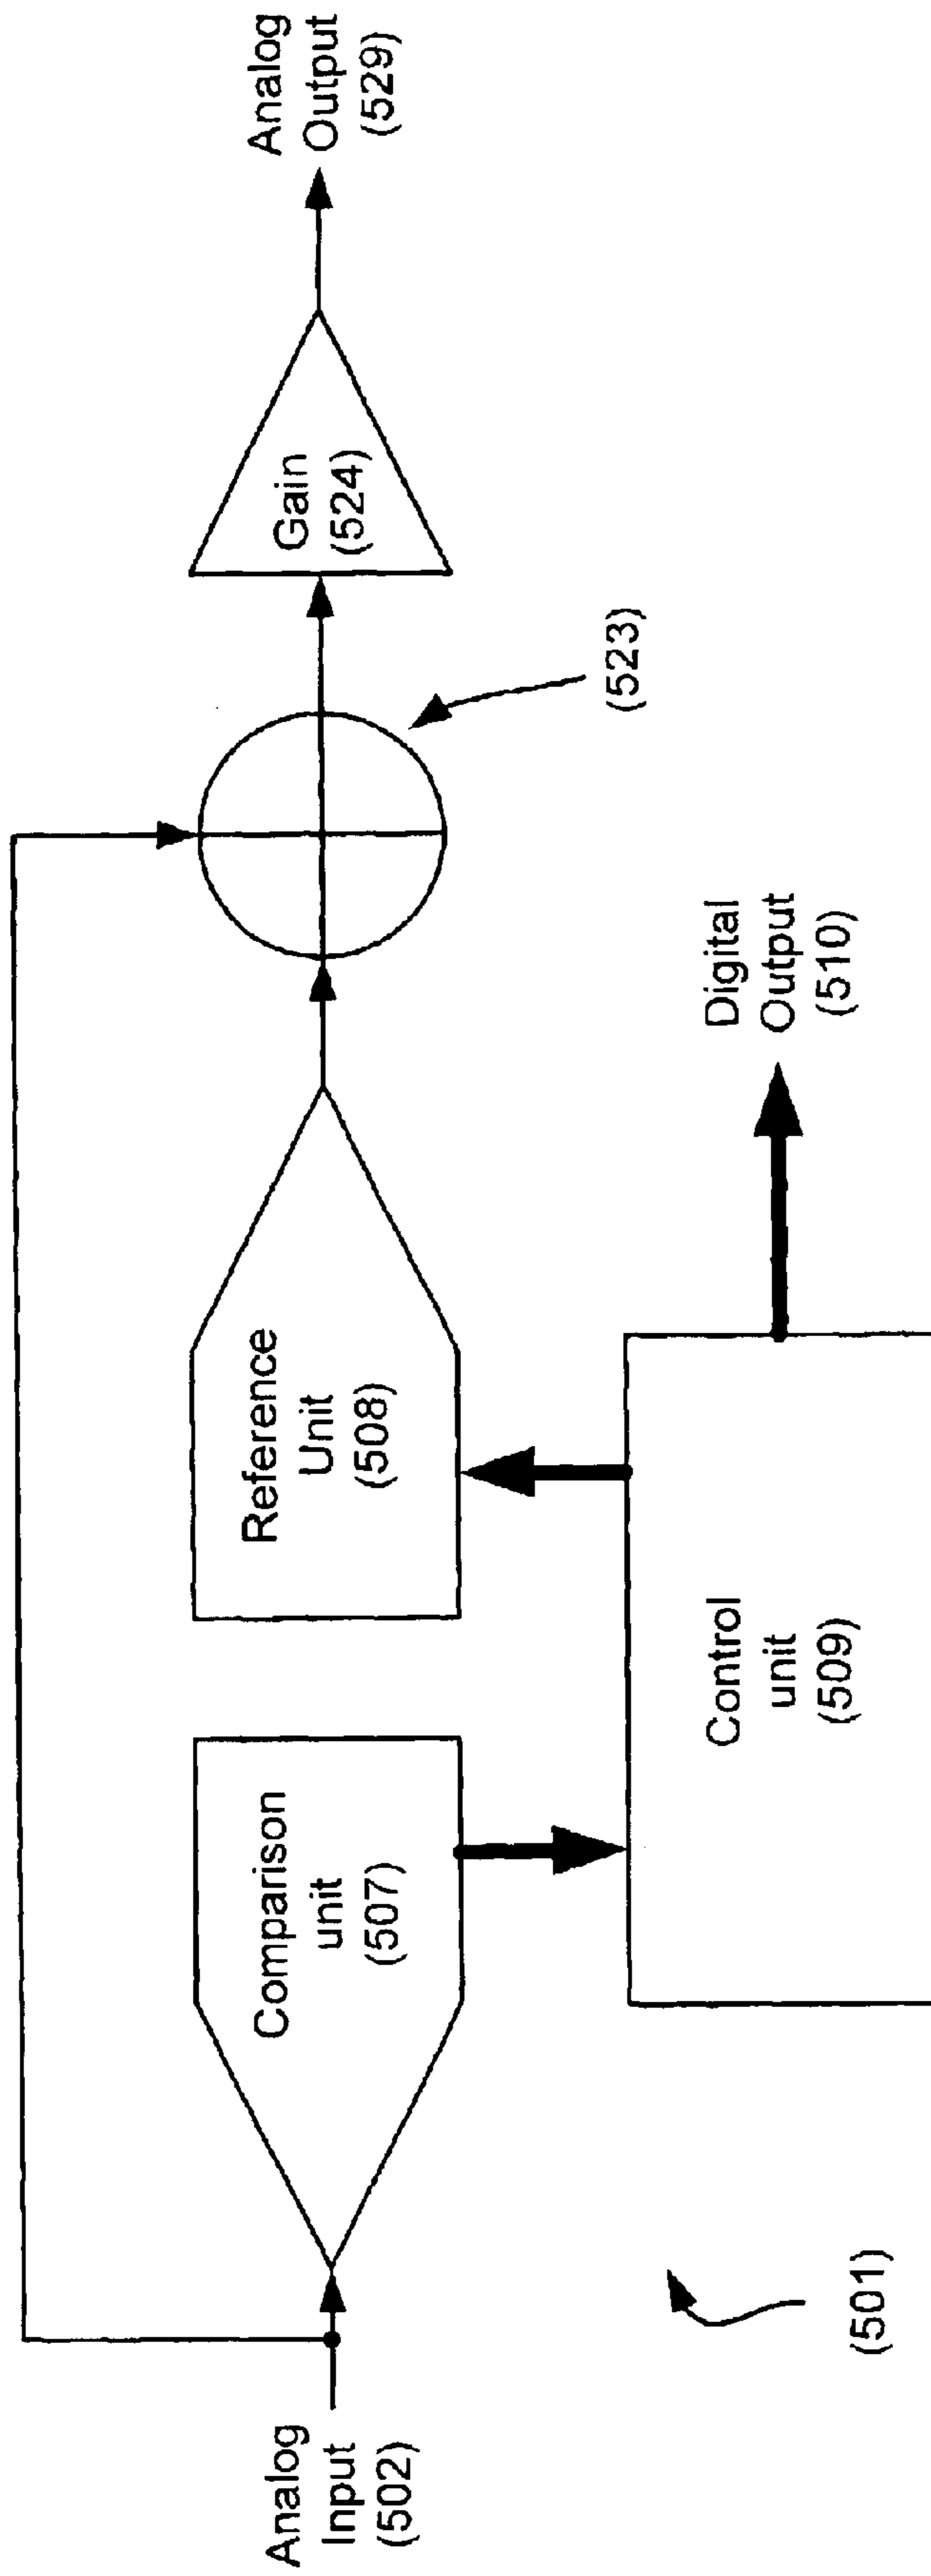 Analog
Input
(502)
Comparison
unit
(507)
Reference
Unit
(508)
(523)
Gain
(524)
Analog
Output
(529)
Control
unit
(509)
Digital
Output
(510)
(501)